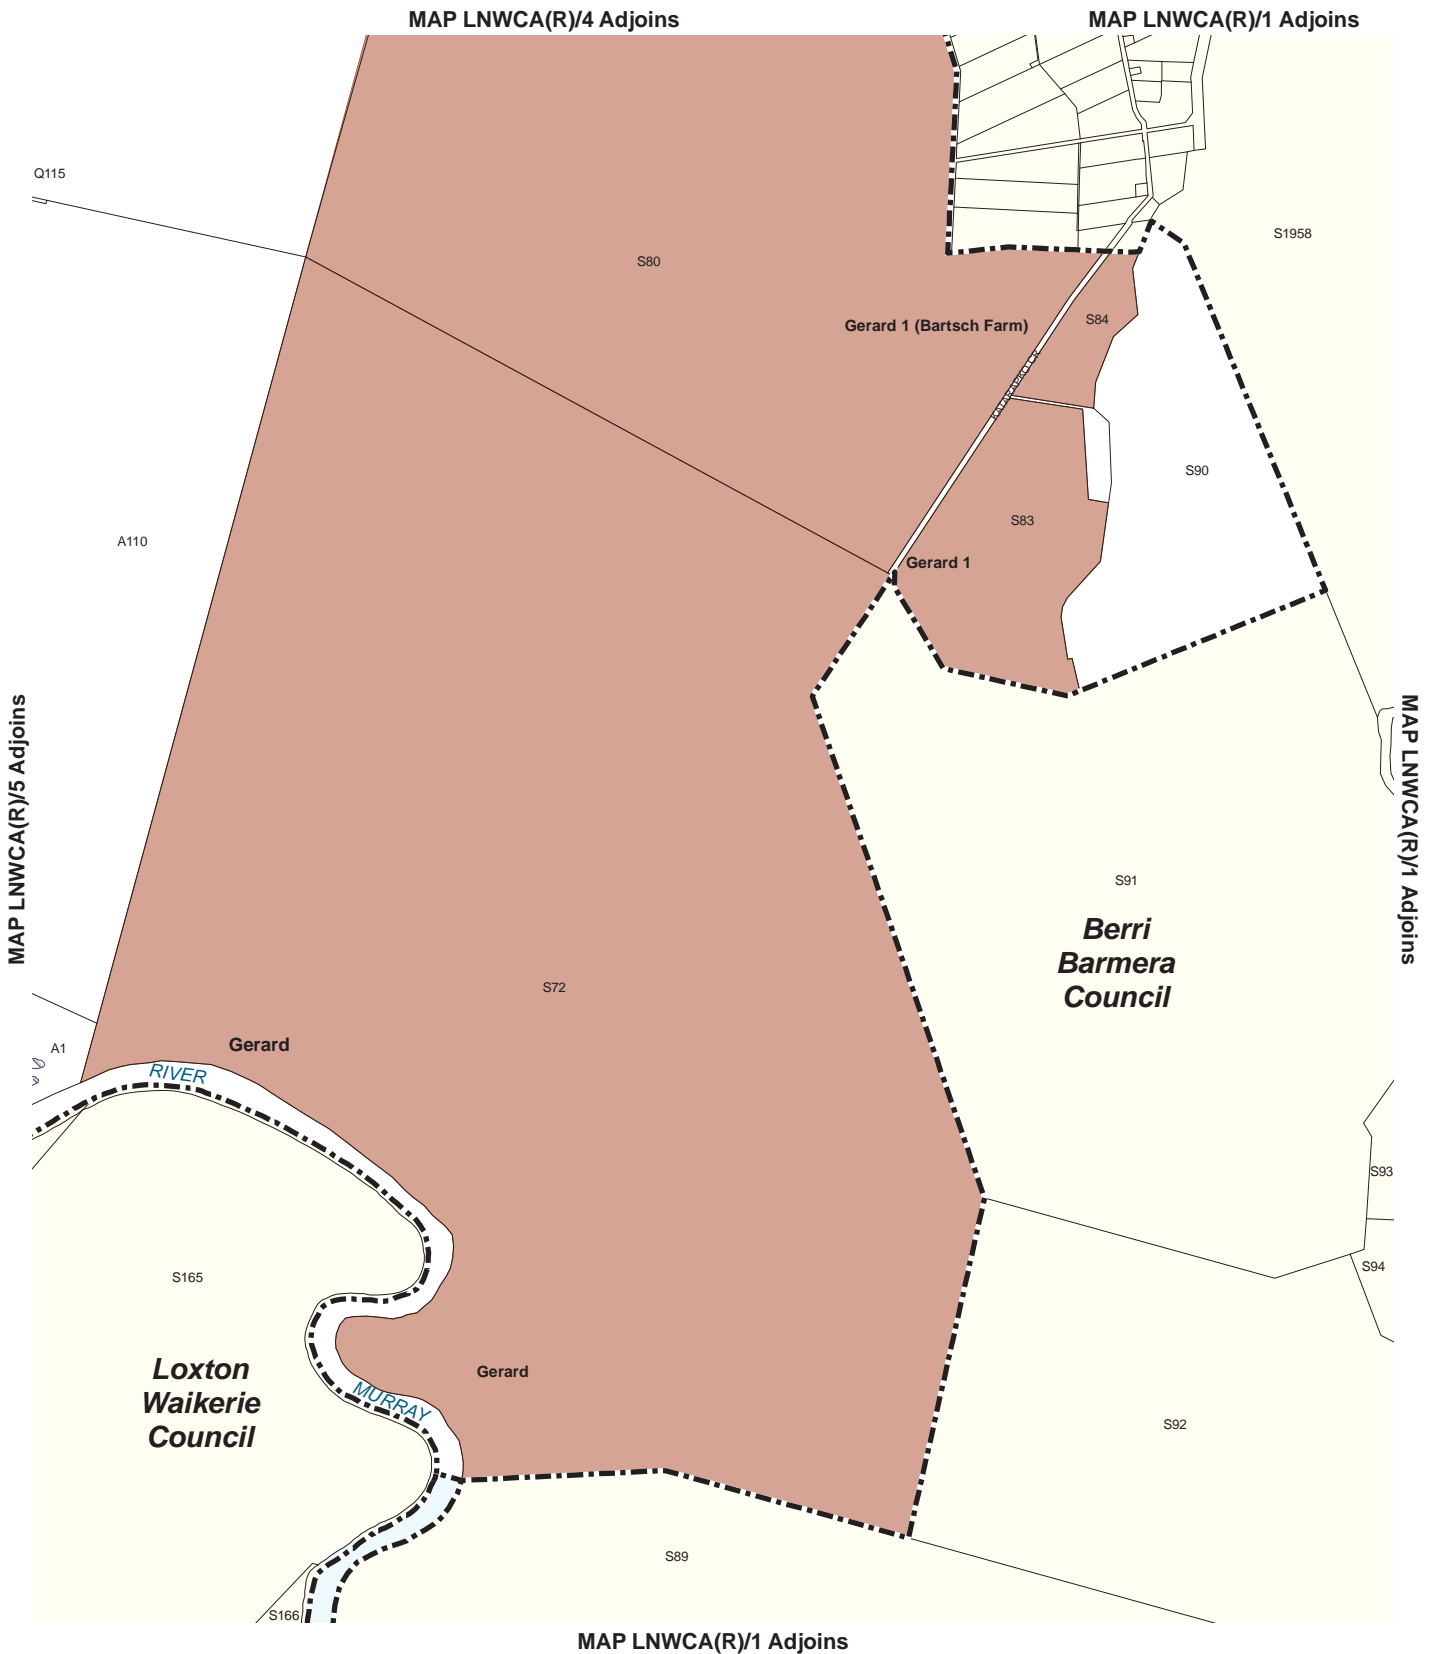 MAP LNWCA(R)/4 Adjoins
MAP LNWCA(R)/1 Adjoins
Q115
S1958
S80
S84
Gerard 1 (Bartsch Farm)
KATARAPKO CR
S90
S83
A110
Gerard 1
MAP LNWCA(R)/5 Adjoins
MAP LNWCA(R)/1 Adjoins
S91
Berri
Barmera
Council
S72
Gerard
A1
RIVER
S93
S94
S165
Loxton
Waikerie
Council
Gerard
MURRAY
S92
S89
S166
MAP LNWCA(R)/1 Adjoins